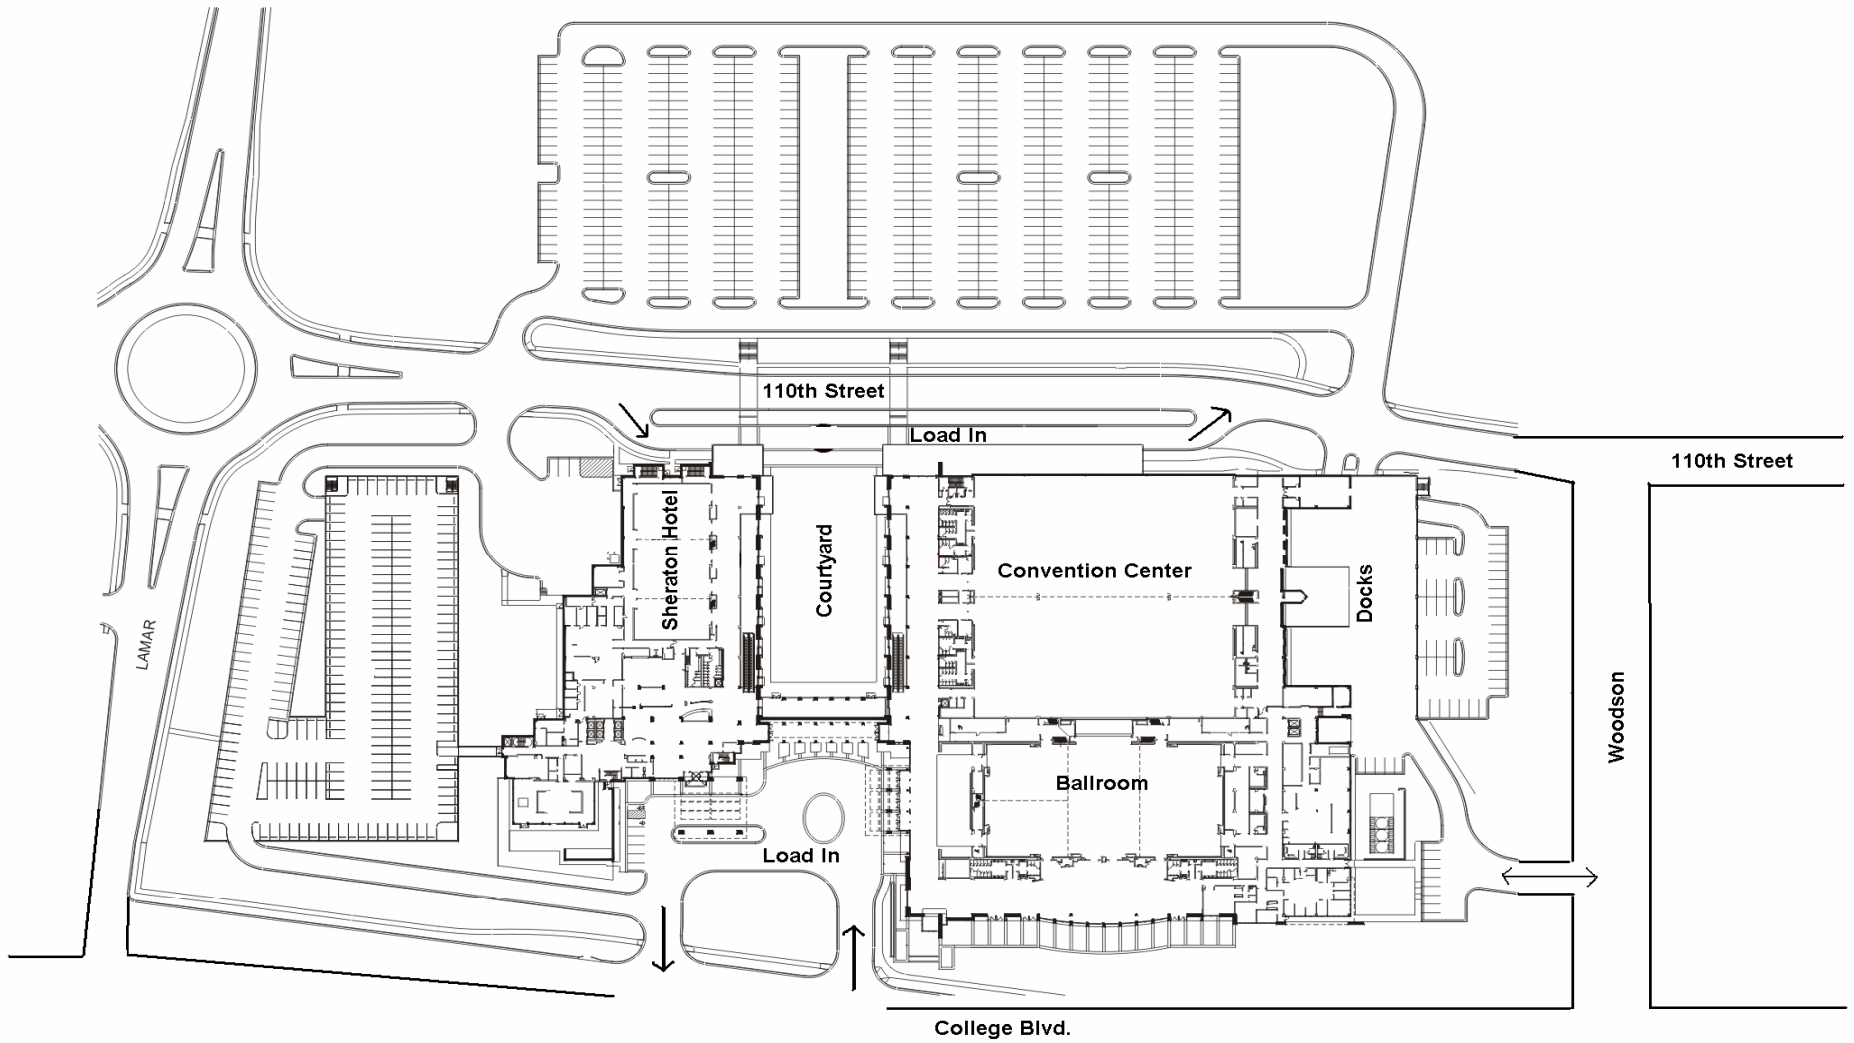 110th Street
Load In
110th Street
Sheraton Hotel
Courtyard
Convention Center
Docks
LAMAR
Woodson
Ballroom
Load In
College Blvd.